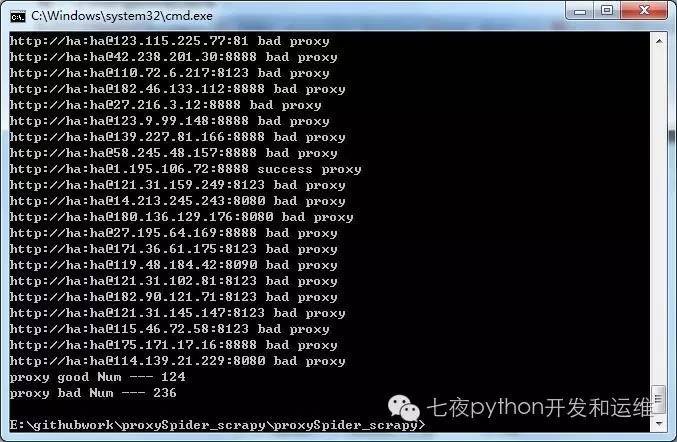 C:\Windows\system32\cmd.exe
http://ha:ha@123.115.225.77:81 bad proxy
http://ha:ha@42.238.201.30:8888 bad proxy
http://ha:ha@110.72.6.217:8123 bad proxy
http://ha:ha@182.46.133.112:8888 bad proxy
http://ha:ha@27.216.3.12:8888 bad proxy
http://ha:ha@123.9.99.148:8888 bad proxy
http://ha:ha@139.227.81.166:8888 bad proxy
http://ha:ha@58.245.48.157:8888 bad proxy
http://ha:ha@1.195.106.72:8888 success proxy
http://ha:ha@121.31.159.249:8123 bad proxy
http://ha:ha@14.213.245.243:8080 bad proxy
http://ha:ha@180.136.129.176:8080 bad proxy
http://ha:ha@27.195.64.169:8888 bad proxy
http://ha:ha@171.36.61.175:8123 bad proxy
http://ha:ha@119.48.184.42:8090 bad proxy
http://ha:ha@121.31.102.81:8123 bad proxy
http://ha:ha@182.90.121.71:8123 bad proxy
http://ha:ha@121.31.145.147:8123 bad proxy
http://ha:ha@115.46.72.58:8123 bad proxy
http://ha:ha@175.171.17.16:8888 bad proxy
http://ha:ha@114.139.21.229:8080 bad proxy
proxy good Num --- 124
proxy bad Num --- 236
七夜python开发和运维
E:\githubwork\proxySpider_scrapy\proxySpider_scrapy>